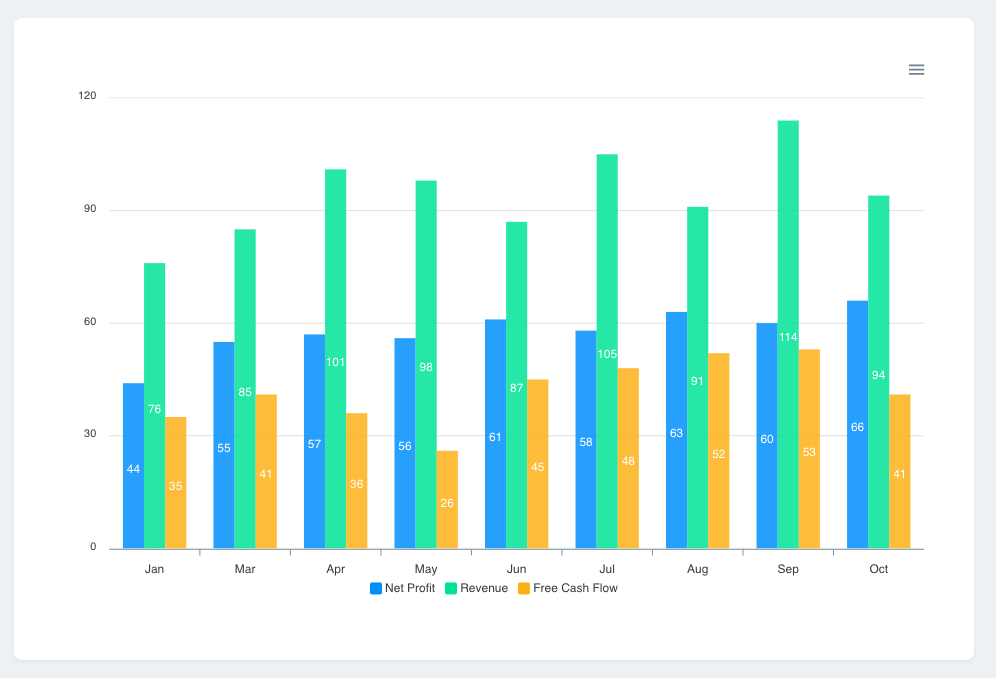 120
90
60
30
0
44 76 35 55 85 41 57 101 36 56 98 26 61 87 45 58 105 48 63 91 52 60 114 53 66 94 41
Jan Mar Apr May Jun Jul Aug Sep Oct
Net Profit Revenue Free Cash Flow